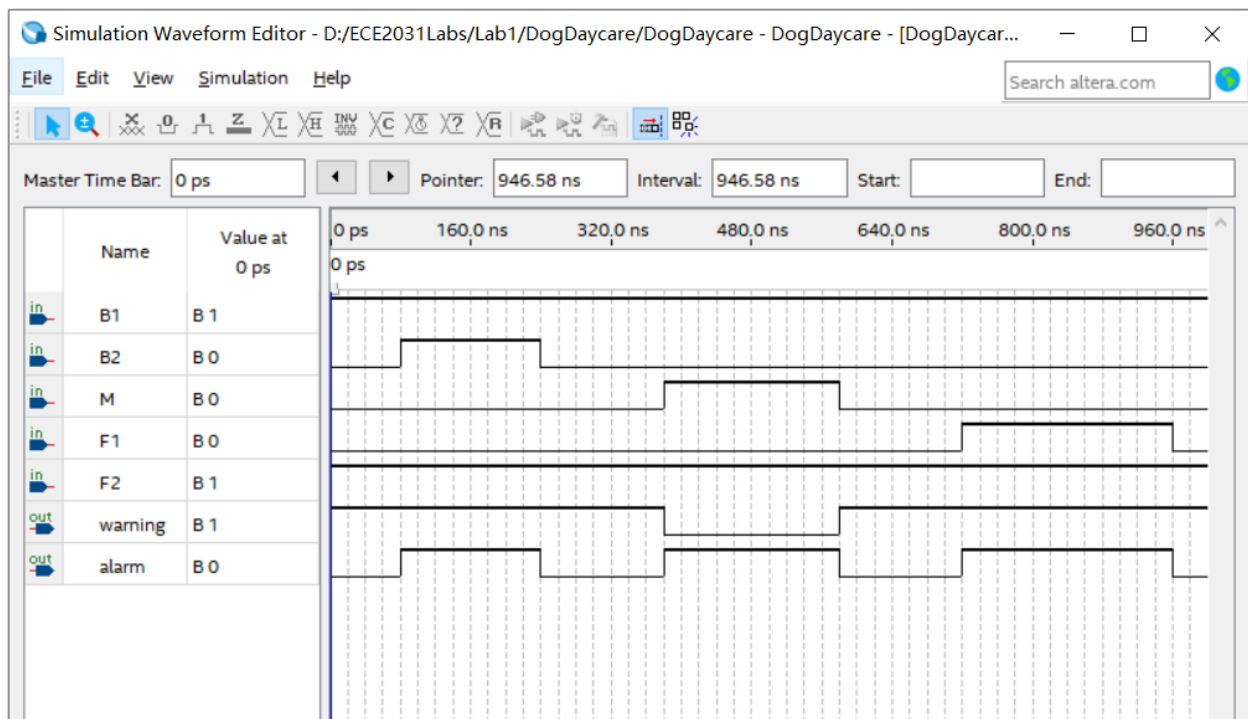 Simulation Waveform Editor - D:/ECE2031Labs/Lab1/DogDaycare/DogDaycare - DogDaycare - [DogDaycar...
File Edit View Simulation Help
Search altera.com
Master Time Bar: 0 ps Pointer: 946.58 ns Interval: 946.58 ns Start: End:
Name
Value at
0 ps
0 ps 160.0 ns 320.0 ns 480.0 ns 640.0 ns 800.0 ns 960.0 ns
0 ps
in B1 B 1
in B2 B 0
in M B 0
in F1 B 0
in F2 B 1
out warning B 1
out alarm B 0